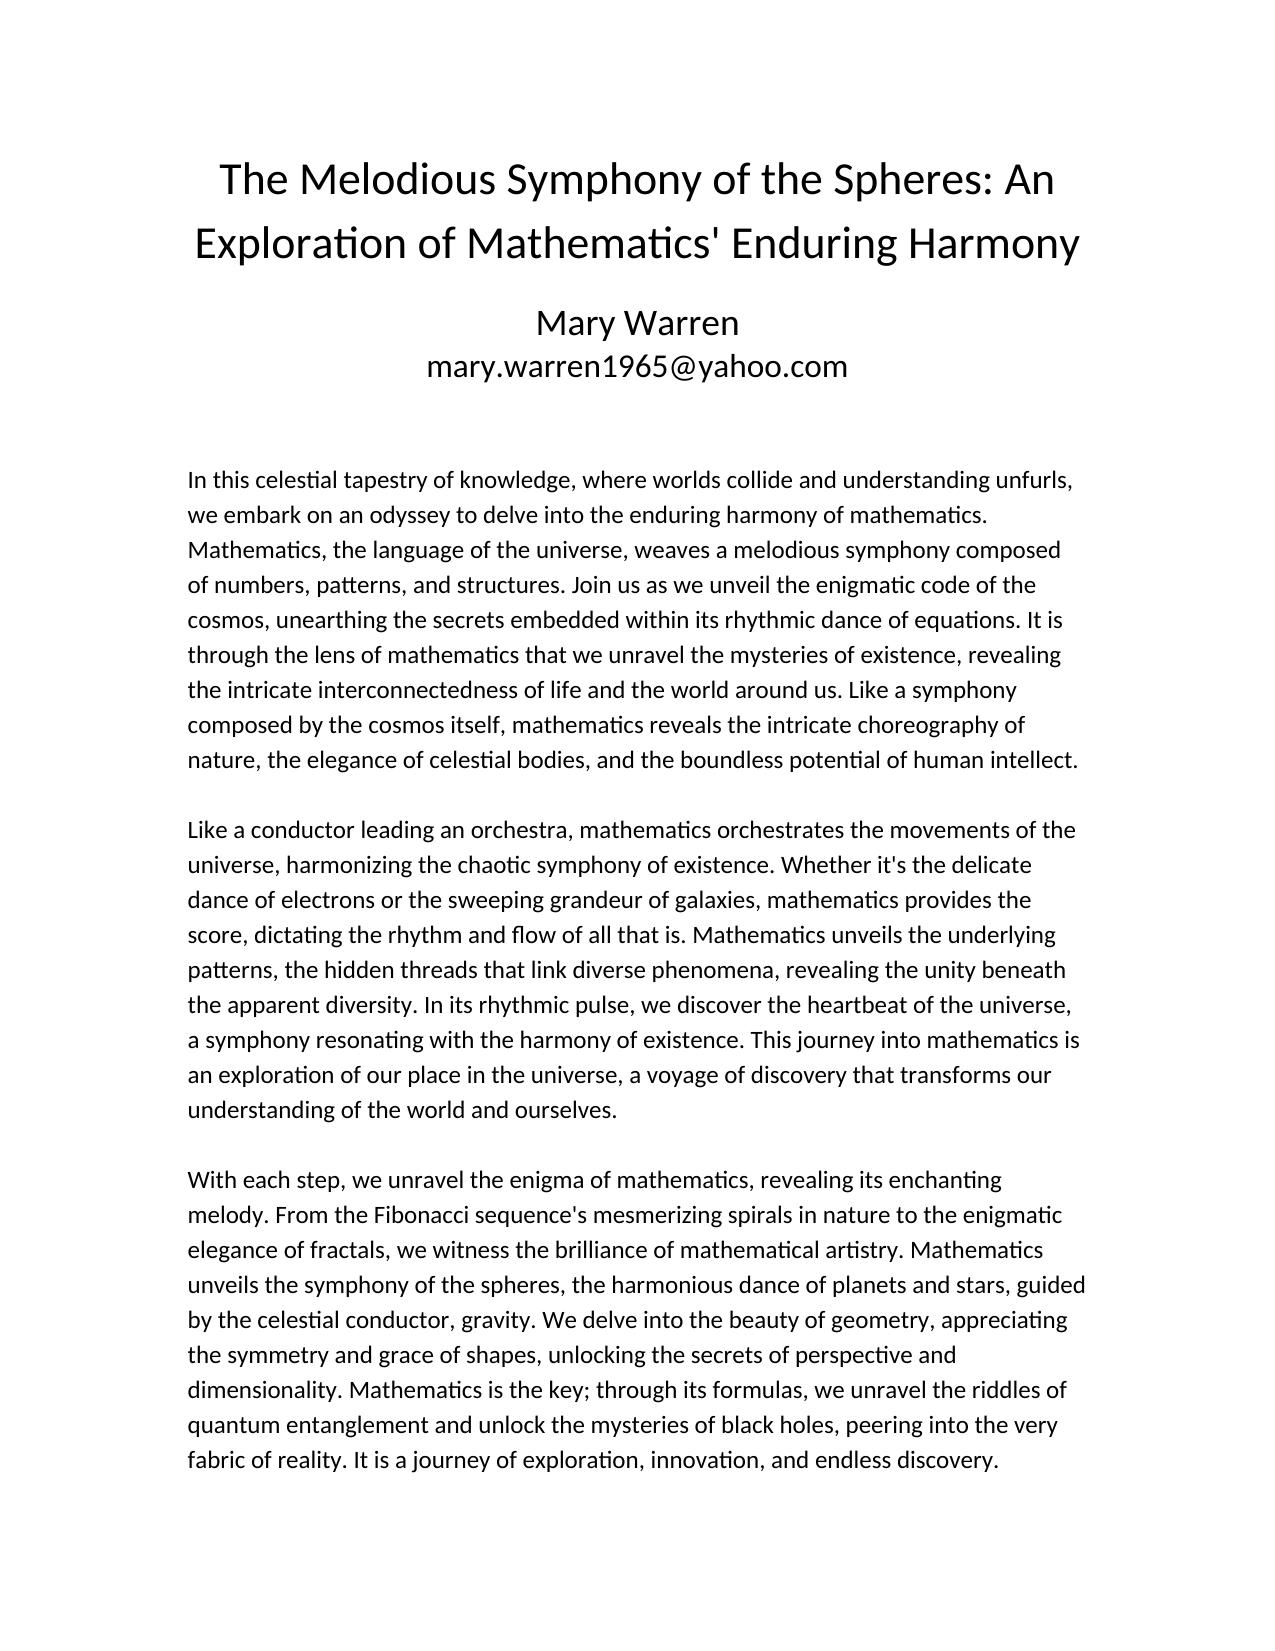 The Melodious Symphony of the Spheres: An
Exploration of Mathematics' Enduring Harmony
Mary Warren
mary.warren1965@yahoo.com
In this celestial tapestry of knowledge, where worlds collide and understanding unfurls,
we embark on an odyssey to delve into the enduring harmony of mathematics.
Mathematics, the language of the universe, weaves a melodious symphony composed
of numbers, patterns, and structures. Join us as we unveil the enigmatic code of the
cosmos, unearthing the secrets embedded within its rhythmic dance of equations. It is
through the lens of mathematics that we unravel the mysteries of existence, revealing
the intricate interconnectedness of life and the world around us. Like a symphony
composed by the cosmos itself, mathematics reveals the intricate choreography of
nature, the elegance of celestial bodies, and the boundless potential of human intellect.
Like a conductor leading an orchestra, mathematics orchestrates the movements of the
universe, harmonizing the chaotic symphony of existence. Whether it's the delicate
dance of electrons or the sweeping grandeur of galaxies, mathematics provides the
score, dictating the rhythm and flow of all that is. Mathematics unveils the underlying
patterns, the hidden threads that link diverse phenomena, revealing the unity beneath
the apparent diversity. In its rhythmic pulse, we discover the heartbeat of the universe,
a symphony resonating with the harmony of existence. This journey into mathematics is
an exploration of our place in the universe, a voyage of discovery that transforms our
understanding of the world and ourselves.
With each step, we unravel the enigma of mathematics, revealing its enchanting
melody. From the Fibonacci sequence's mesmerizing spirals in nature to the enigmatic
elegance of fractals, we witness the brilliance of mathematical artistry. Mathematics
unveils the symphony of the spheres, the harmonious dance of planets and stars, guided
by the celestial conductor, gravity. We delve into the beauty of geometry, appreciating
the symmetry and grace of shapes, unlocking the secrets of perspective and
dimensionality. Mathematics is the key; through its formulas, we unravel the riddles of
quantum entanglement and unlock the mysteries of black holes, peering into the very
fabric of reality. It is a journey of exploration, innovation, and endless discovery.